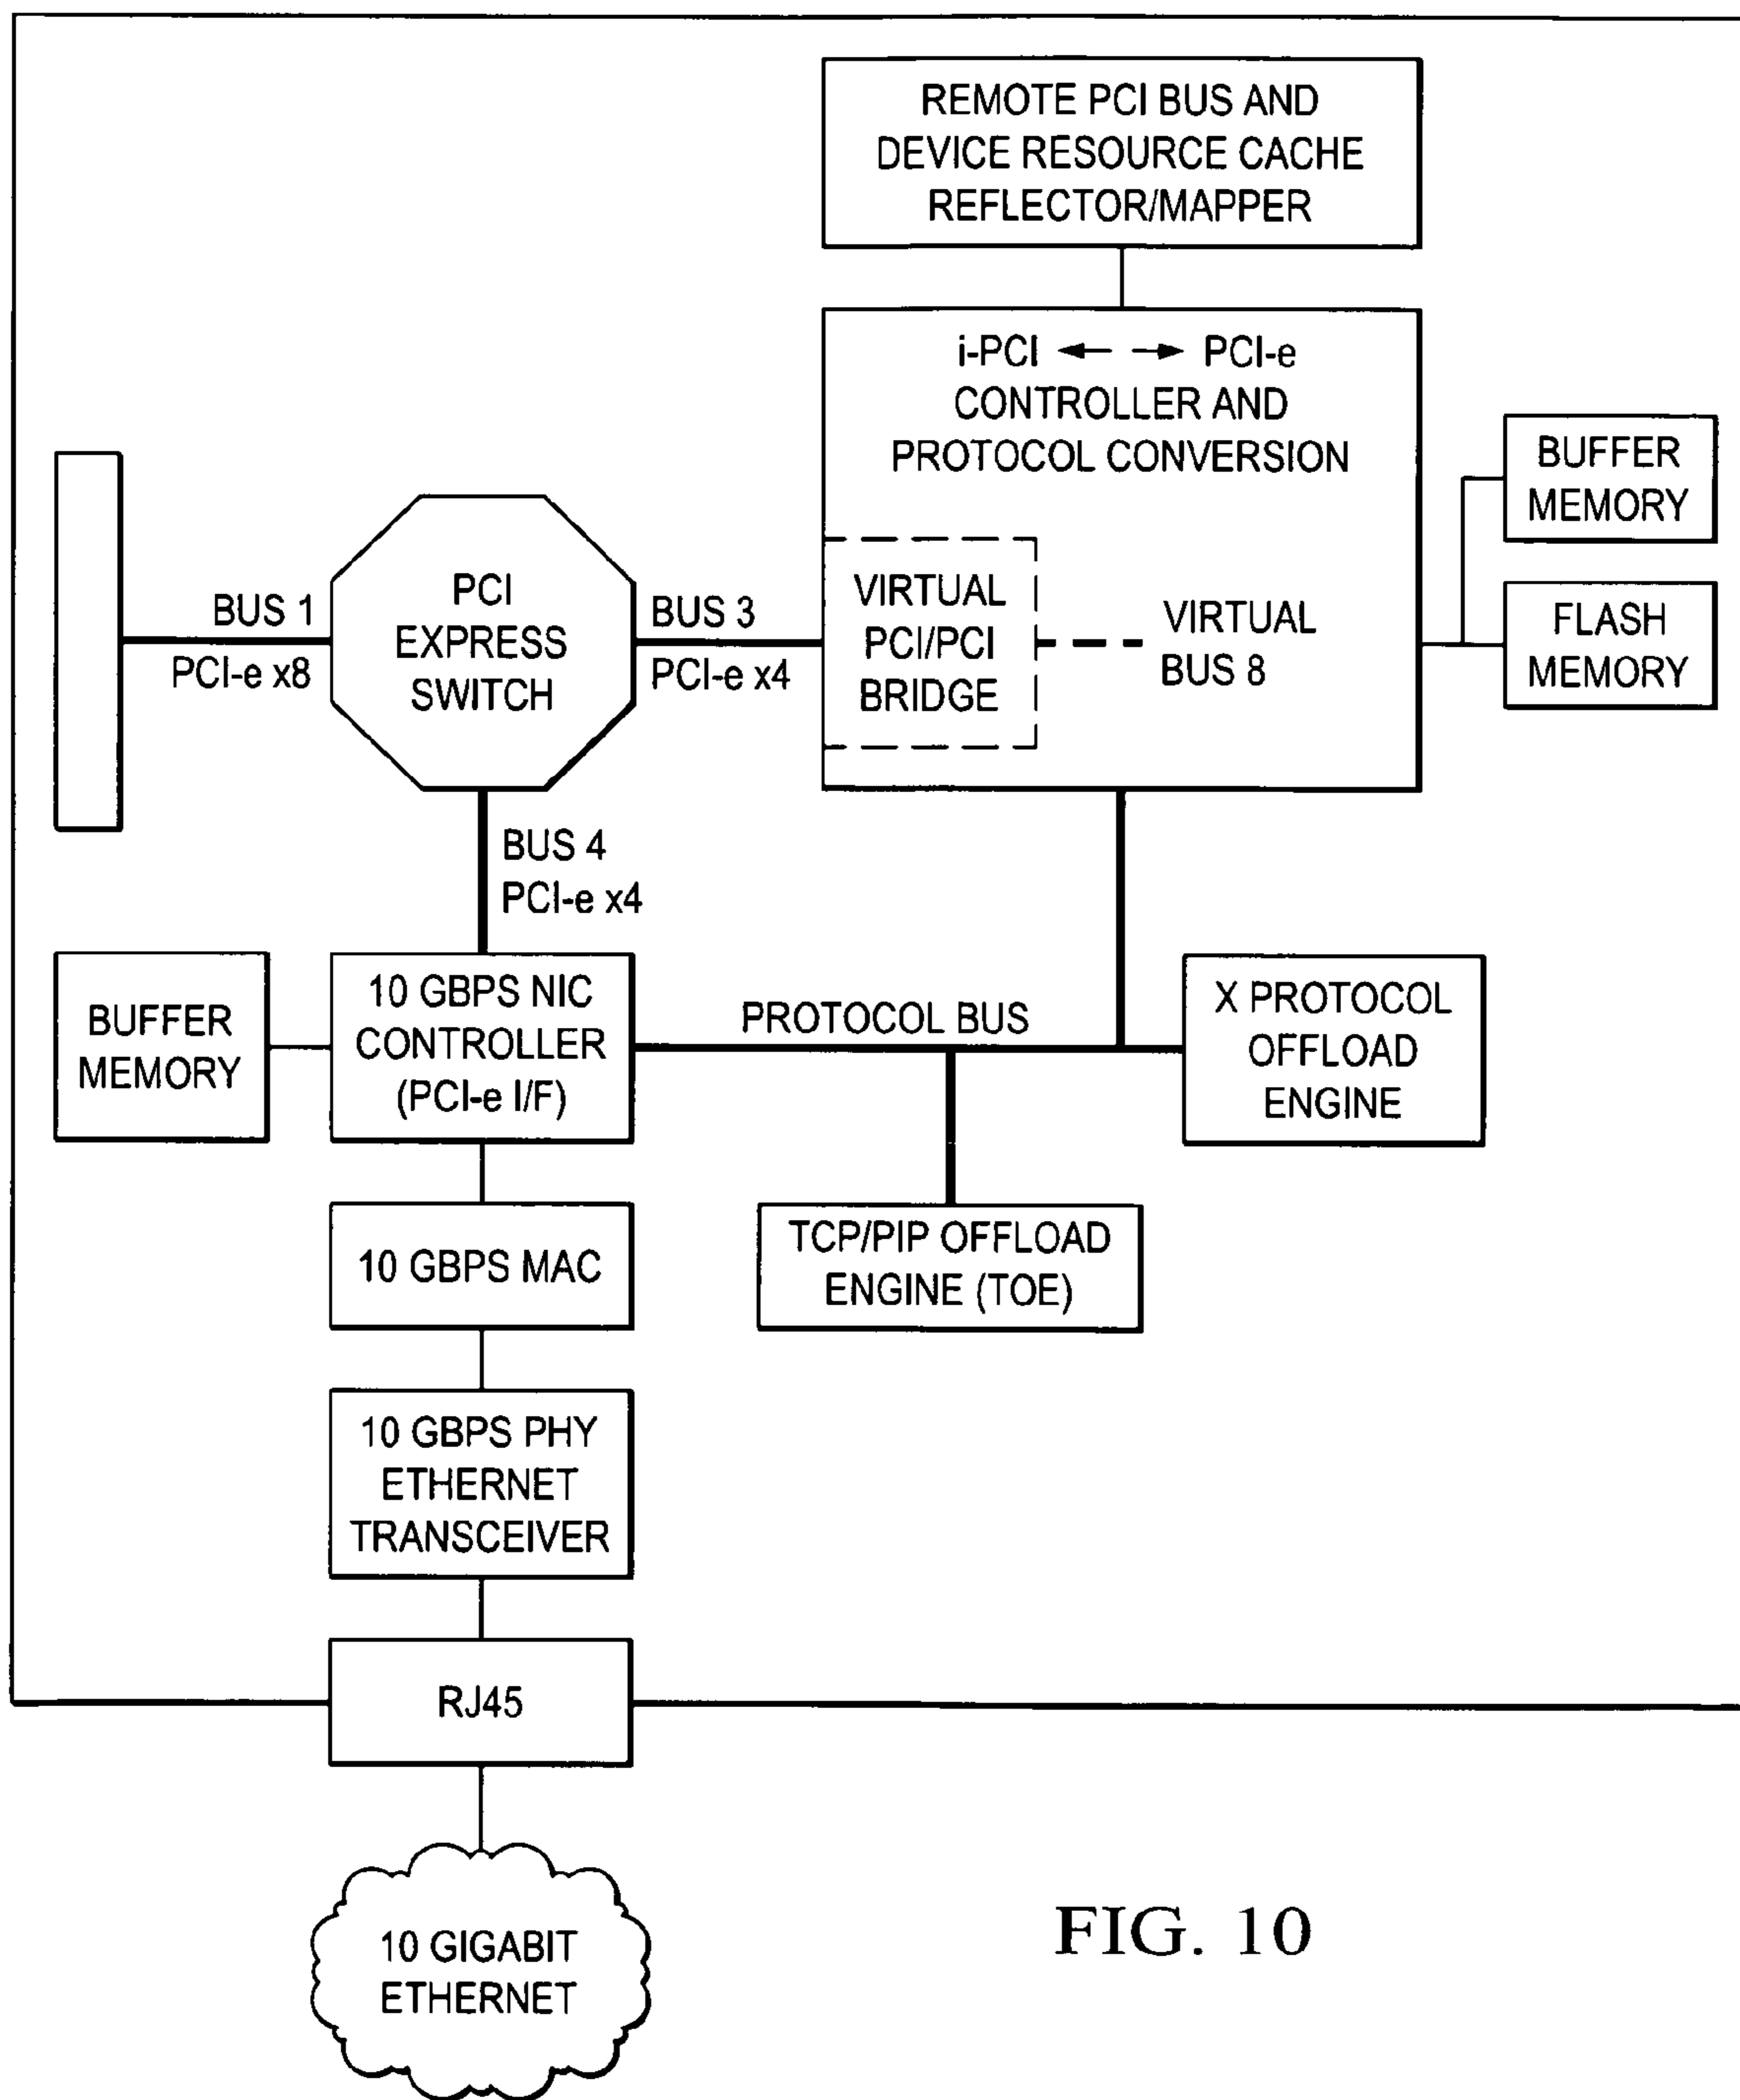 REMOTE PCI BUS AND
DEVICE RESOURCE CACHE
REFLECTOR/MAPPER
i-PCI PCI-e
CONTROLLER AND
PROTOCOL CONVERSION
BUFFER
MEMORY
FLASH
MEMORY
VIRTUAL
PCI/PCI
BRIDGE
VIRTUAL
BUS 8
BUS 1
PCI-e x8
PCI
EXPRESS
SWITCH
BUS 3
PCI-e x4
BUS 4
PCI-e x4
BUFFER
MEMORY
10 GBPS NIC
CONTROLLER
(PCI-e I/F)
PROTOCOL BUS
X PROTOCOL
OFFLOAD
ENGINE
TCP/PIP OFFLOAD
ENGINE (TOE)
10 GBPS MAC
10 GBPS PHY
ETHERNET
TRANSCEIVER
RJ45
10 GIGABIT
ETHERNET
FIG. 10